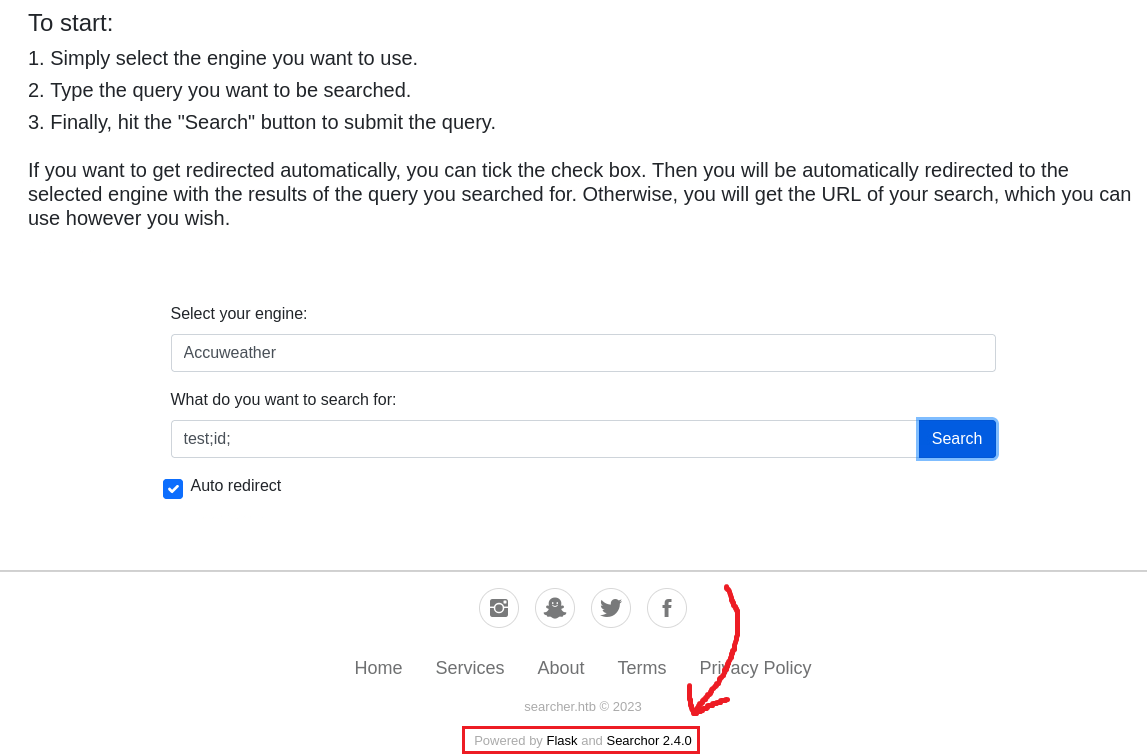 To start:
1. Simply select the engine you want to use.
2. Type the query you want to be searched.
3. Finally, hit the "Search" button to submit the query.
If you want to get redirected automatically, you can tick the check box. Then you will be automatically redirected to the
selected engine with the results of the query you searched for. Otherwise, you will get the URL of your search, which you can
use however you wish.
Select your engine:
Accuweather
What do you want to search for:
test;id;
Search
Auto redirect
Home Services About Terms Privacy Policy
searcher.htb © 2023
Powered by Flask and Searchor 2.4.0